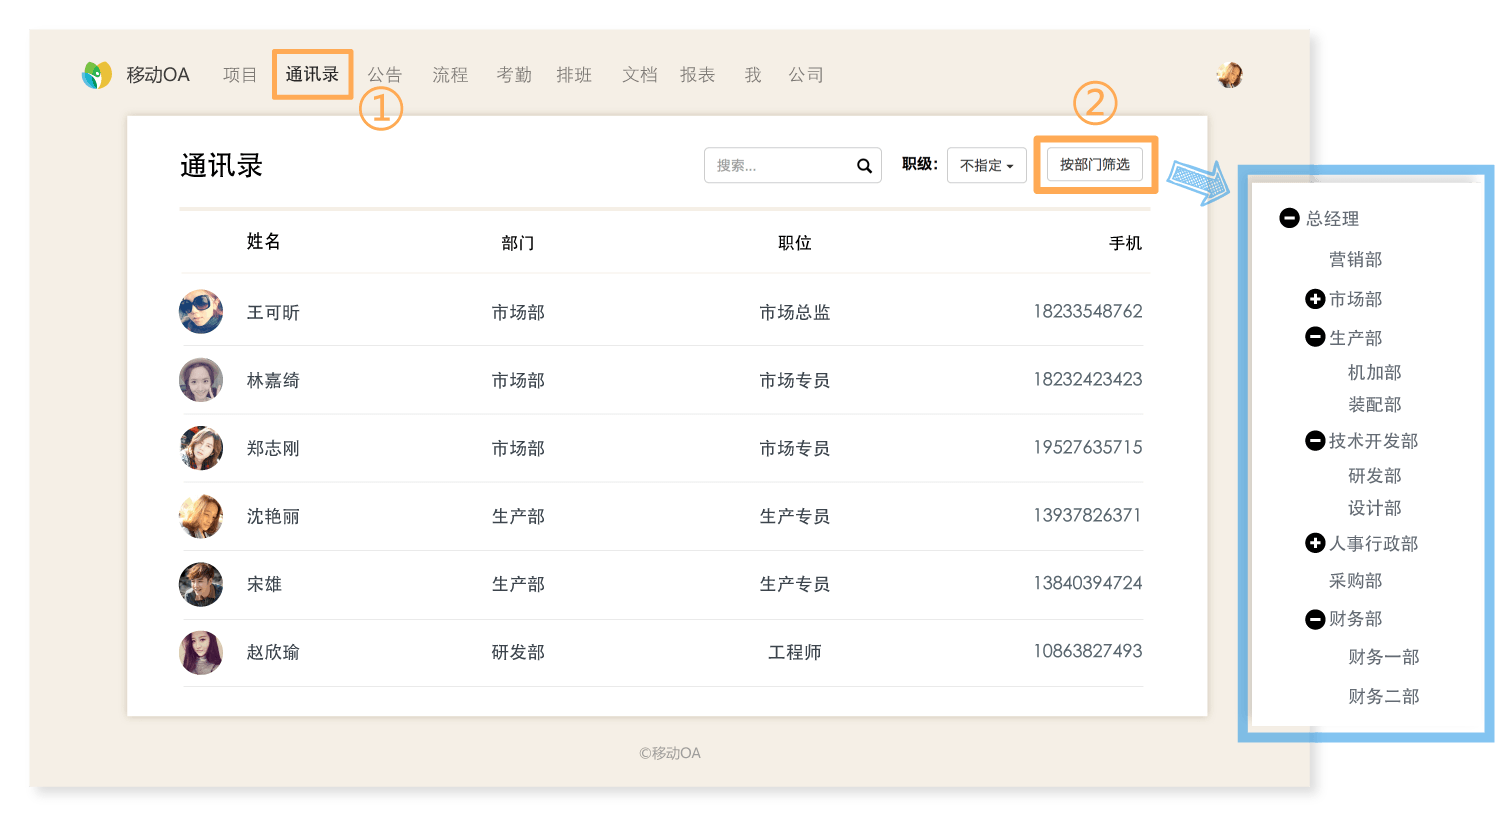 移动OA 项目 通讯录 公告 流程 考勤 排班 文档 报表 我 公司
① ②
通讯录 搜索... 职级: 不指定 按部门筛选
姓名 部门 职位 手机
王可昕 市场部 市场总监 18233548762
林嘉绮 市场部 市场专员 18232423423
郑志刚 市场部 市场专员 19527635715
沈艳丽 生产部 生产专员 13937826371
宋雄 生产部 生产专员 13840394724
赵欣瑜 研发部 工程师 10863827493
©移动OA
总经理
营销部
市场部
生产部
机加部
装配部
技术开发部
研发部
设计部
人事行政部
采购部
财务部
财务一部
财务二部